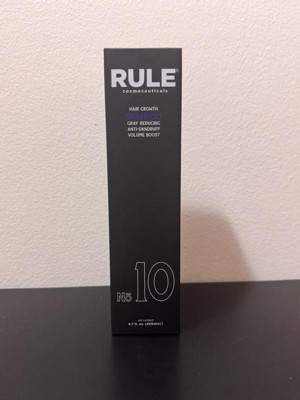 RULE
cosmeceuticals
HAIR GROWTH
GRAY REDUCING
ANTI-DANDRUFF
VOLUME BOOST
No 10